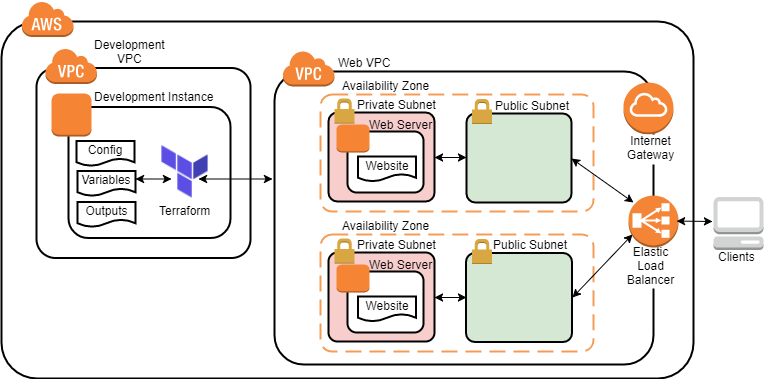 AWS
Development
VPC
VPC
Development Instance
Config
Variables
Outputs
Terraform
Web VPC
VPC
Availability Zone
Private Subnet
Web Server
Website
Public Subnet
Internet
Gateway
Availability Zone
Private Subnet
Web Server
Website
Public Subnet
Elastic
Load
Balancer
Clients